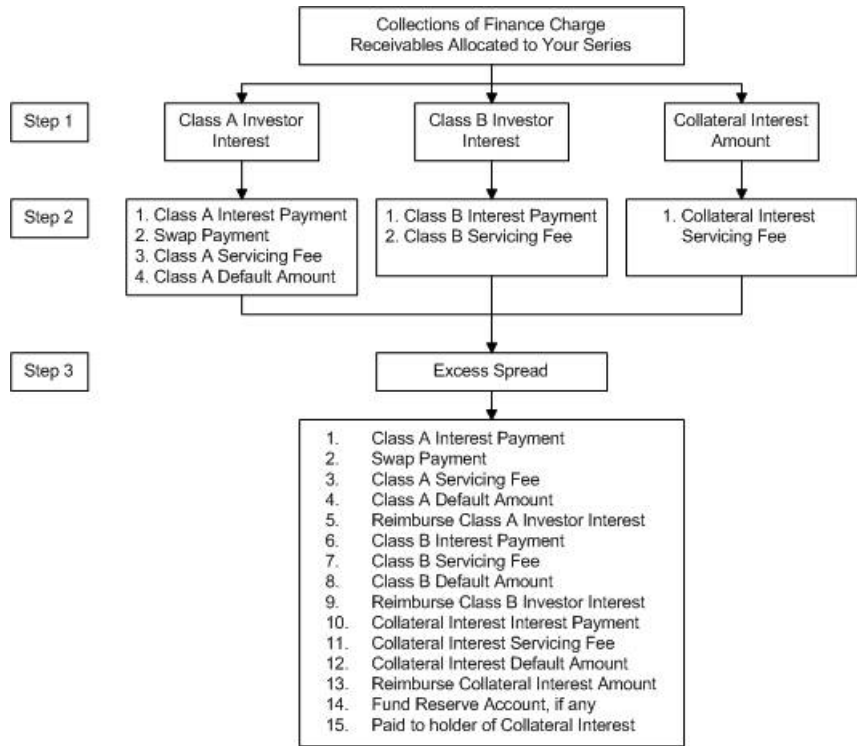 Collections of Finance Charge
Receivables Allocated to Your Series
Step 1
Class A Investor
Interest
Class B Investor
Interest
Collateral Interest
Amount
Step 2
1. Class A Interest Payment
2. Swap Payment
3. Class A Servicing Fee
4. Class A Default Amount
1. Class B Interest Payment
2. Class B Servicing Fee
1. Collateral Interest
Servicing Fee
Step 3
Excess Spread
1. Class A Interest Payment
2. Swap Payment
3. Class A Servicing Fee
4. Class A Default Amount
5. Reimburse Class A Investor Interest
6. Class B Interest Payment
7. Class B Servicing Fee
8. Class B Default Amount
9. Reimburse Class B Investor Interest
10. Collateral Interest Interest Payment
11. Collateral Interest Servicing Fee
12. Collateral Interest Default Amount
13. Reimburse Collateral Interest Amount
14. Fund Reserve Account, if any
15. Paid to holder of Collateral Interest